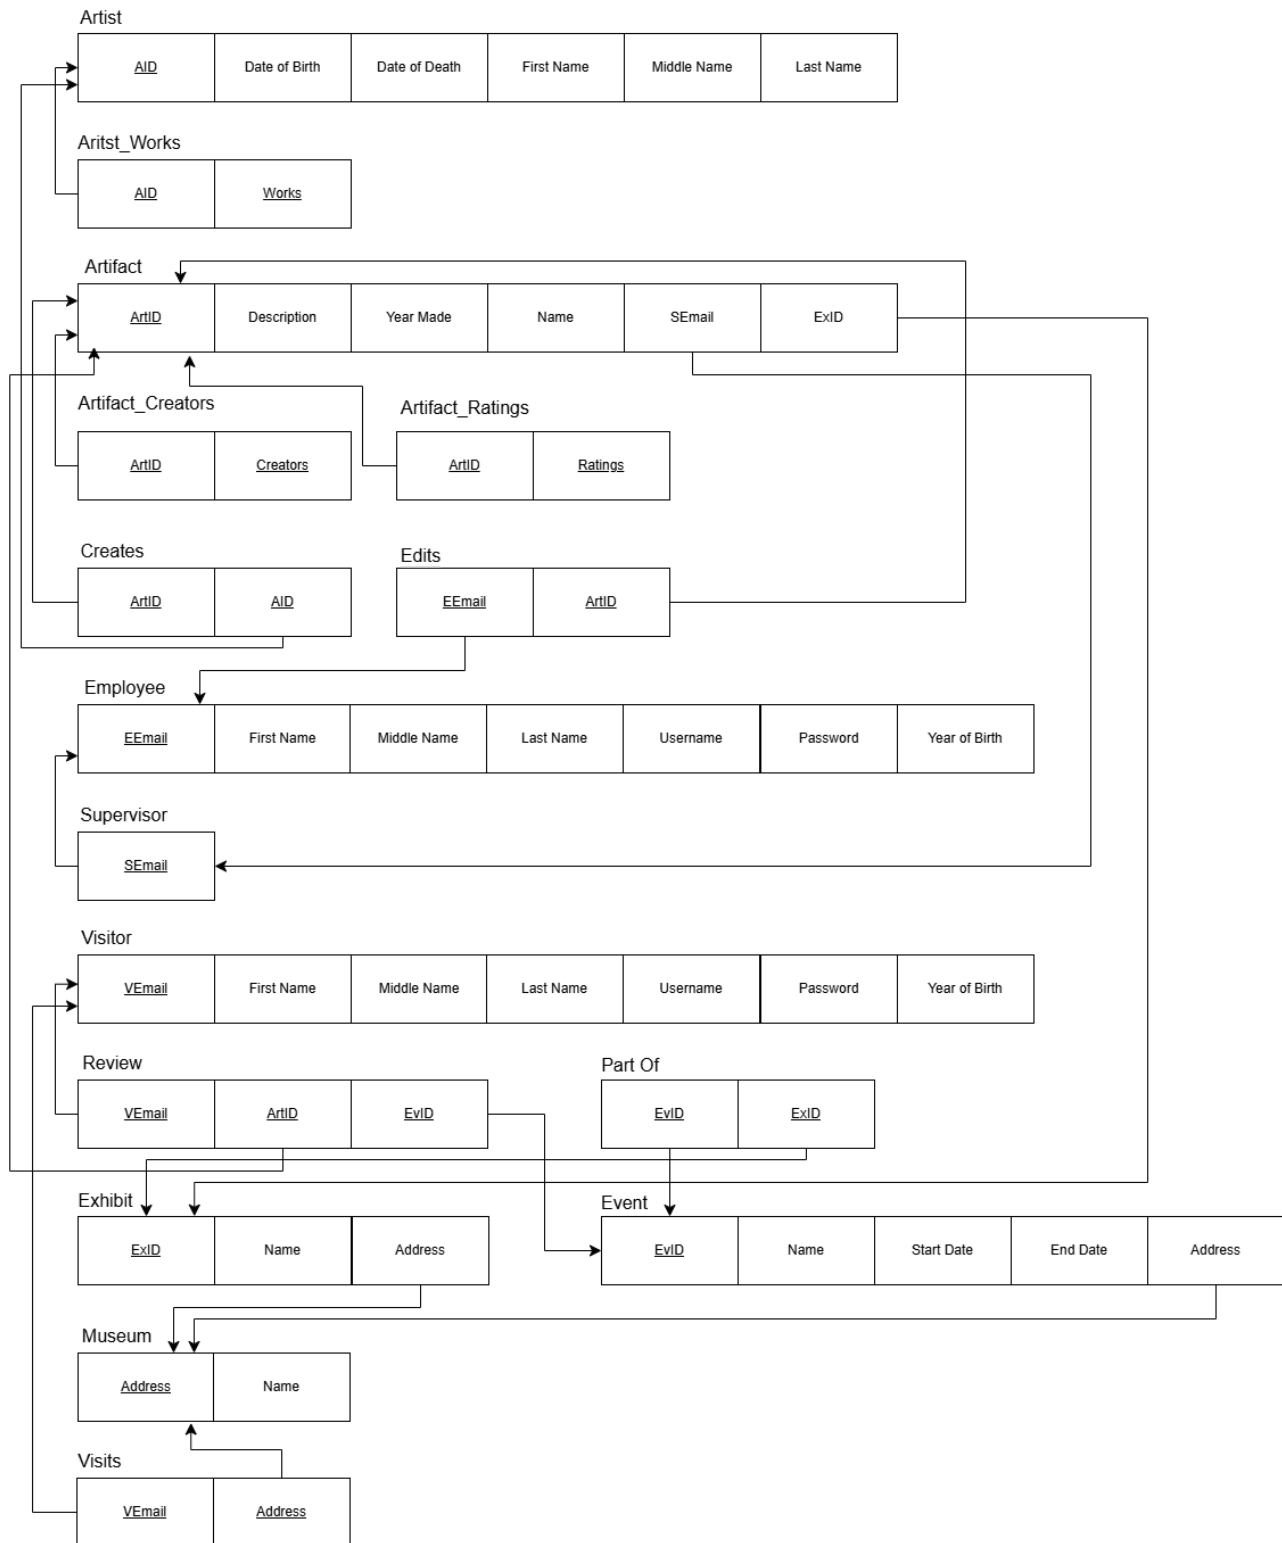 Artist
AID Date of Birth Date of Death First Name Middle Name Last Name
Aritst_Works
AID Works
Artifact
ArtID Description Year Made Name SEmail ExID
Artifact_Creators Artifact_Ratings
ArtID Creators ArtID Ratings
Creates Edits
ArtID AID EEmail ArtID
Employee
EEmail First Name Middle Name Last Name Username Password Year of Birth
Supervisor
SEmail
Visitor
VEmail First Name Middle Name Last Name Username Password Year of Birth
Review Part Of
VEmail ArtID EvID EvID ExID
Exhibit Event
ExID Name Address EvID Name Start Date End Date Address
Museum
Address Name
Visits
VEmail Address